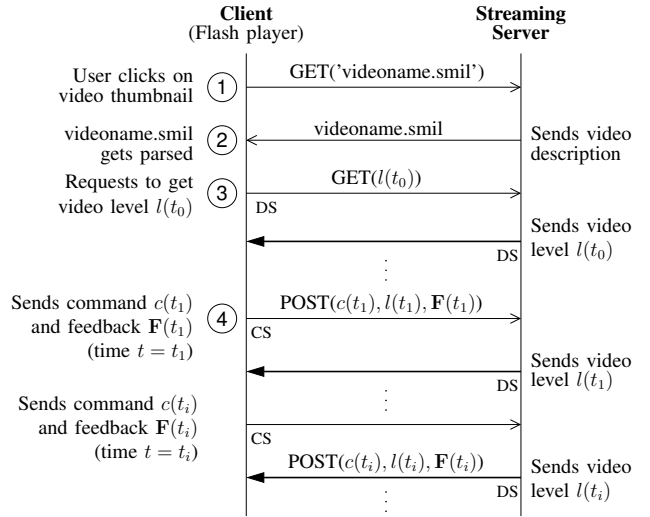 Client
(Flash player)
Streaming
Server
User clicks on
video thumbnail
1
GET('videoname.smil')
videoname.smil
gets parsed
2
videoname.smil
Sends video
description
Requests to get
video level l(t0)
3
GET(l(t0))
DS
Sends video
level l(t0)
DS
Sends command c(t1)
and feedback F(t1)
(time t = t1)
4
POST(c(t1), l(t1), F(t1))
CS
Sends video
level l(t1)
DS
Sends command c(ti)
and feedback F(ti)
(time t = ti)
CS
POST(c(ti), l(ti), F(ti))
Sends video
level l(ti)
DS